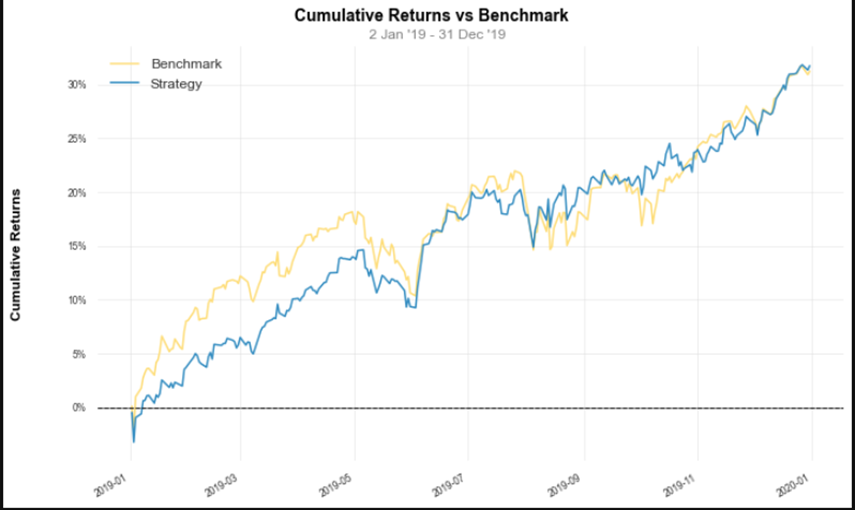 Cumulative Returns vs Benchmark
2 Jan '19 - 31 Dec '19
Benchmark
Strategy
Cumulative Returns
30%
25%
20%
15%
10%
5%
0%
2019-01
2019-03
2019-05
2019-07
2019-09
2019-11
2020-01